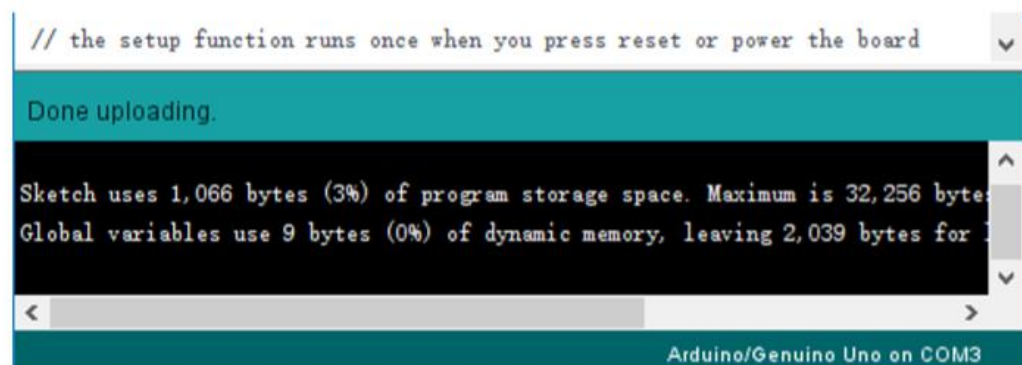 // the setup function runs once when you press reset or power the board
Done uploading.
Sketch uses 1,066 bytes (3%) of program storage space. Maximum is 32,256 byte
Global variables use 9 bytes (0%) of dynamic memory, leaving 2,039 bytes for
Arduino/Genuino Uno on COM3